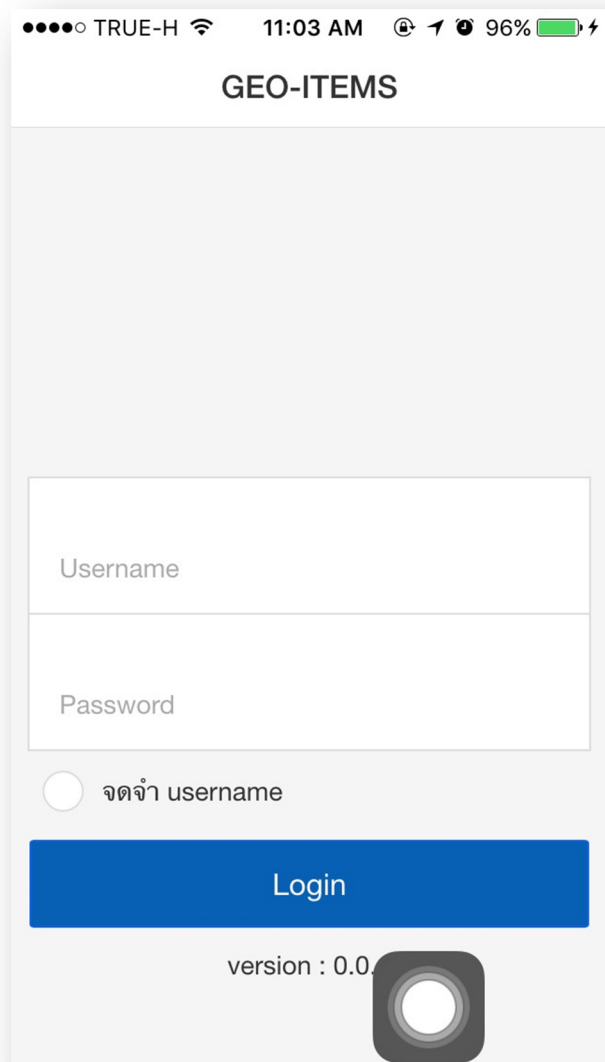 TRUE-H 11:03 AM 96%
GEO-ITEMS
Username
Password
จดจำ username
Login
version : 0.0.